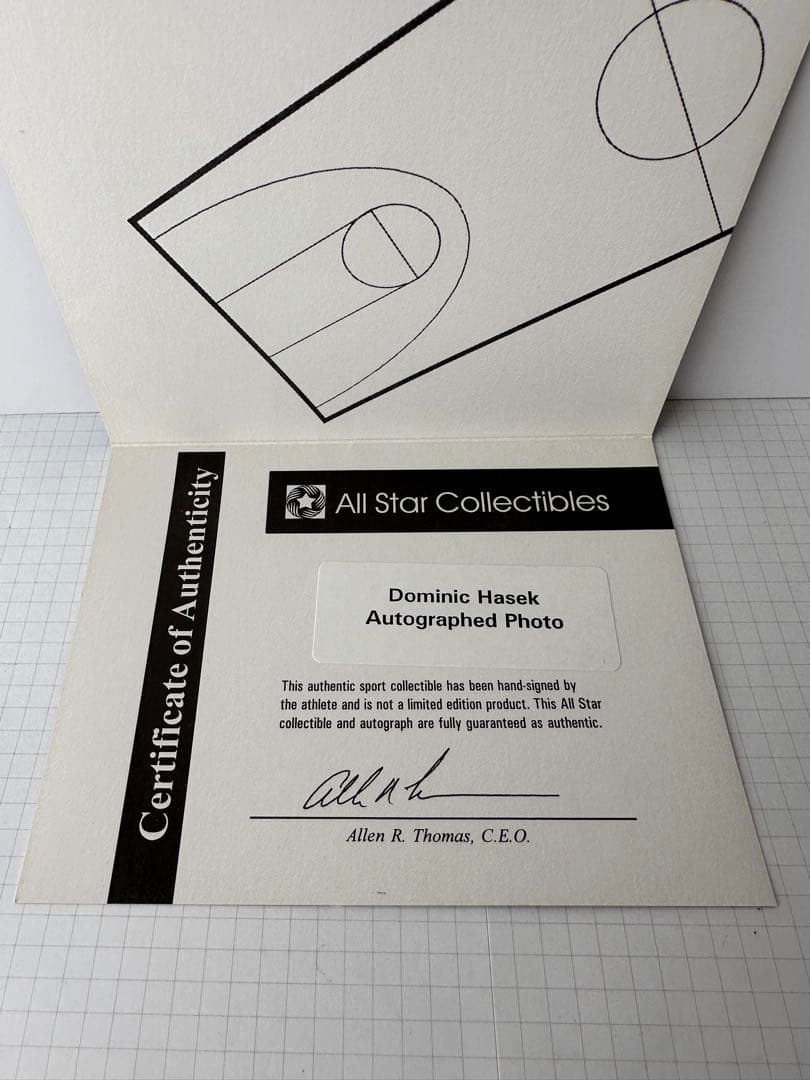 Certificate of Authenticity
All Star Collectibles
Dominic Hasek
Autographed Photo
This authentic sport collectible has been hand-signed by
the athlete and is not a limited edition product. This All Star
collectible and autograph are fully guaranteed as authentic.
Allen R. Thomas, C.E.O.